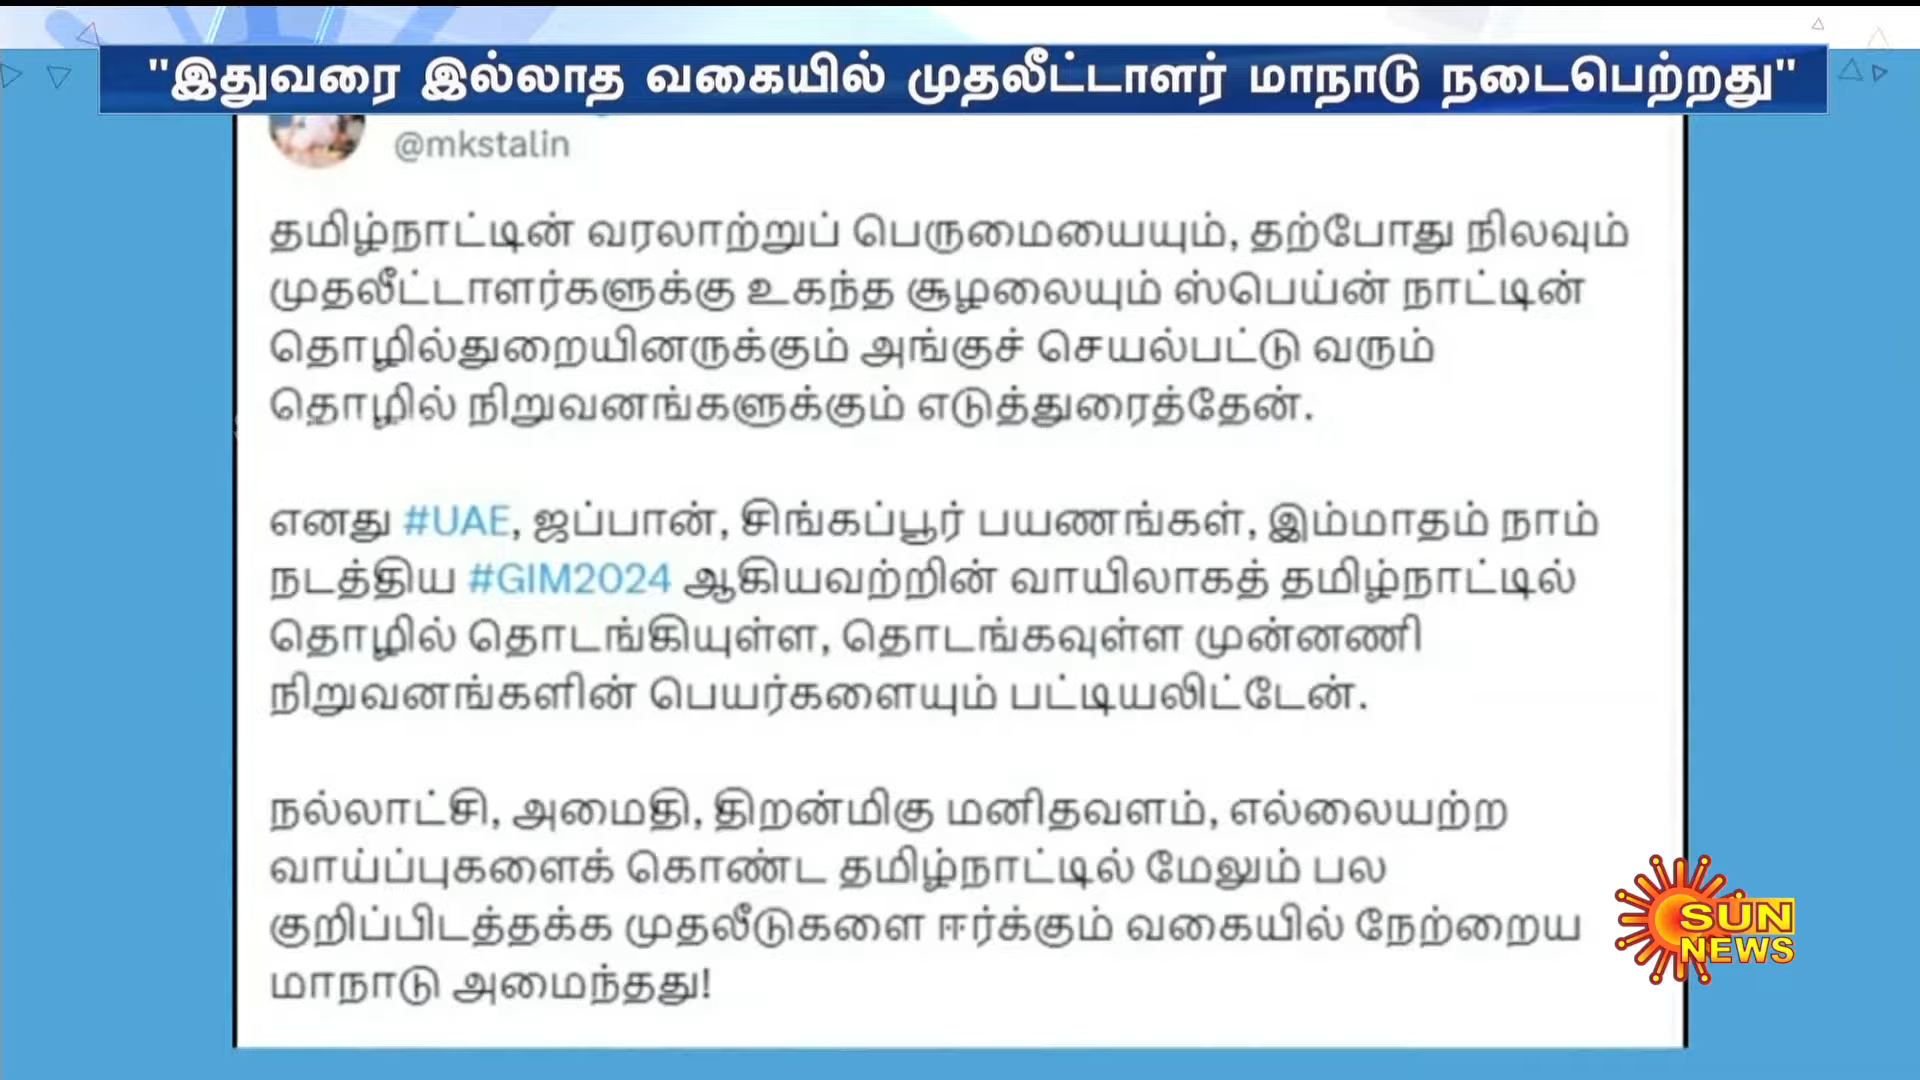 "இதுவரை இல்லாத வகையில் முதலீட்டாளர் மாநாடு நடைபெற்றது"
@mkstalin
தமிழ்நாட்டின் வரலாற்றுப் பெருமையையும், தற்போது நிலவும்
முதலீட்டாளர்களுக்கு உகந்த சூழலையும் ஸ்பெய்ன் நாட்டின்
தொழில்துறையினருக்கும் அங்குச் செயல்பட்டு வரும்
தொழில் நிறுவனங்களுக்கும் எடுத்துரைத்தேன்.
எனது #UAE, ஜப்பான், சிங்கப்பூர் பயணங்கள், இம்மாதம் நாம்
நடத்திய #GIM2024 ஆகியவற்றின் வாயிலாகத் தமிழ்நாட்டில்
தொழில் தொடங்கியுள்ள, தொடங்கவுள்ள முன்னணி
நிறுவனங்களின் பெயர்களையும் பட்டியலிட்டேன்.
நல்லாட்சி, அமைதி, திறன்மிகு மனிதவளம், எல்லையற்ற
வாய்ப்புகளைக் கொண்ட தமிழ்நாட்டில் மேலும் பல
குறிப்பிடத்தக்க முதலீடுகளை ஈர்க்கும் வகையில் நேற்றைய
மாநாடு அமைந்தது!
SUN
NEWS